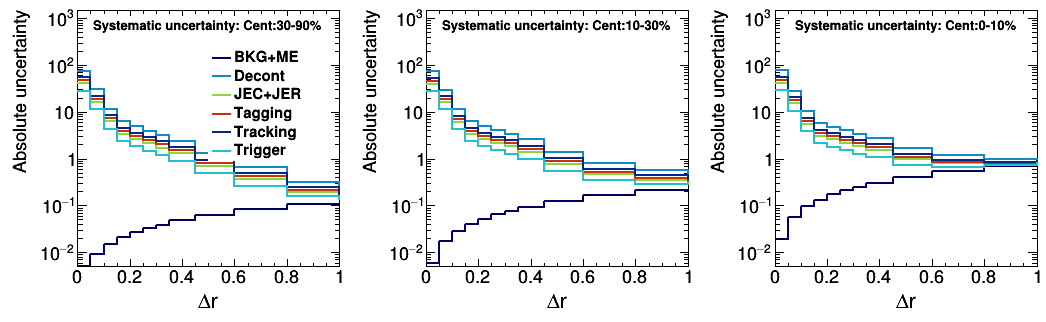 Systematic uncertainty: Cent:30-90%
Absolute uncertainty
10²
10
1
10⁻¹
10⁻²
BKG+ME
Decont
JEC+JER
Tagging
Tracking
Trigger
0 0.2 0.4 0.6 0.8 1
Δr
Systematic uncertainty: Cent:10-30%
Absolute uncertainty
10²
10
1
10⁻¹
10⁻²
0 0.2 0.4 0.6 0.8 1
Δr
Systematic uncertainty: Cent:0-10%
Absolute uncertainty
10²
10
1
10⁻¹
10⁻²
0 0.2 0.4 0.6 0.8 1
Δr